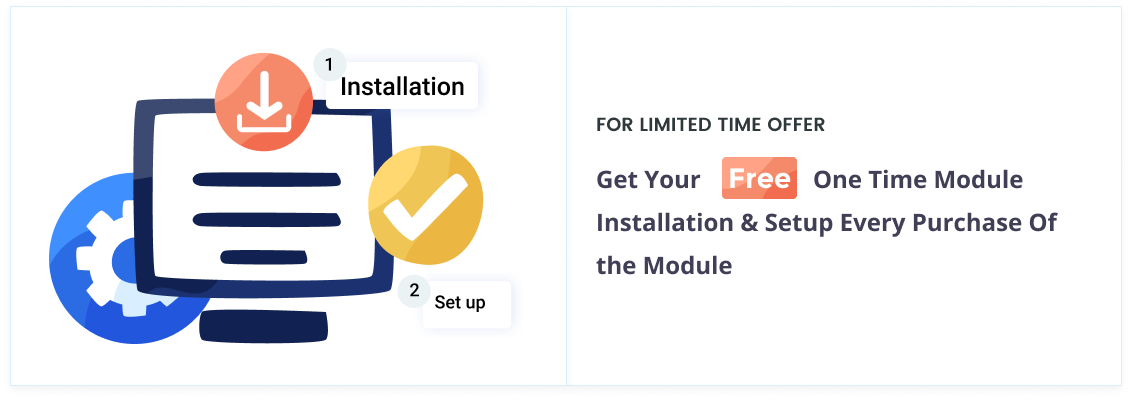 1
Installation
2
Set up
FOR LIMITED TIME OFFER
Get Your Free One Time Module
Installation & Setup Every Purchase Of
the Module